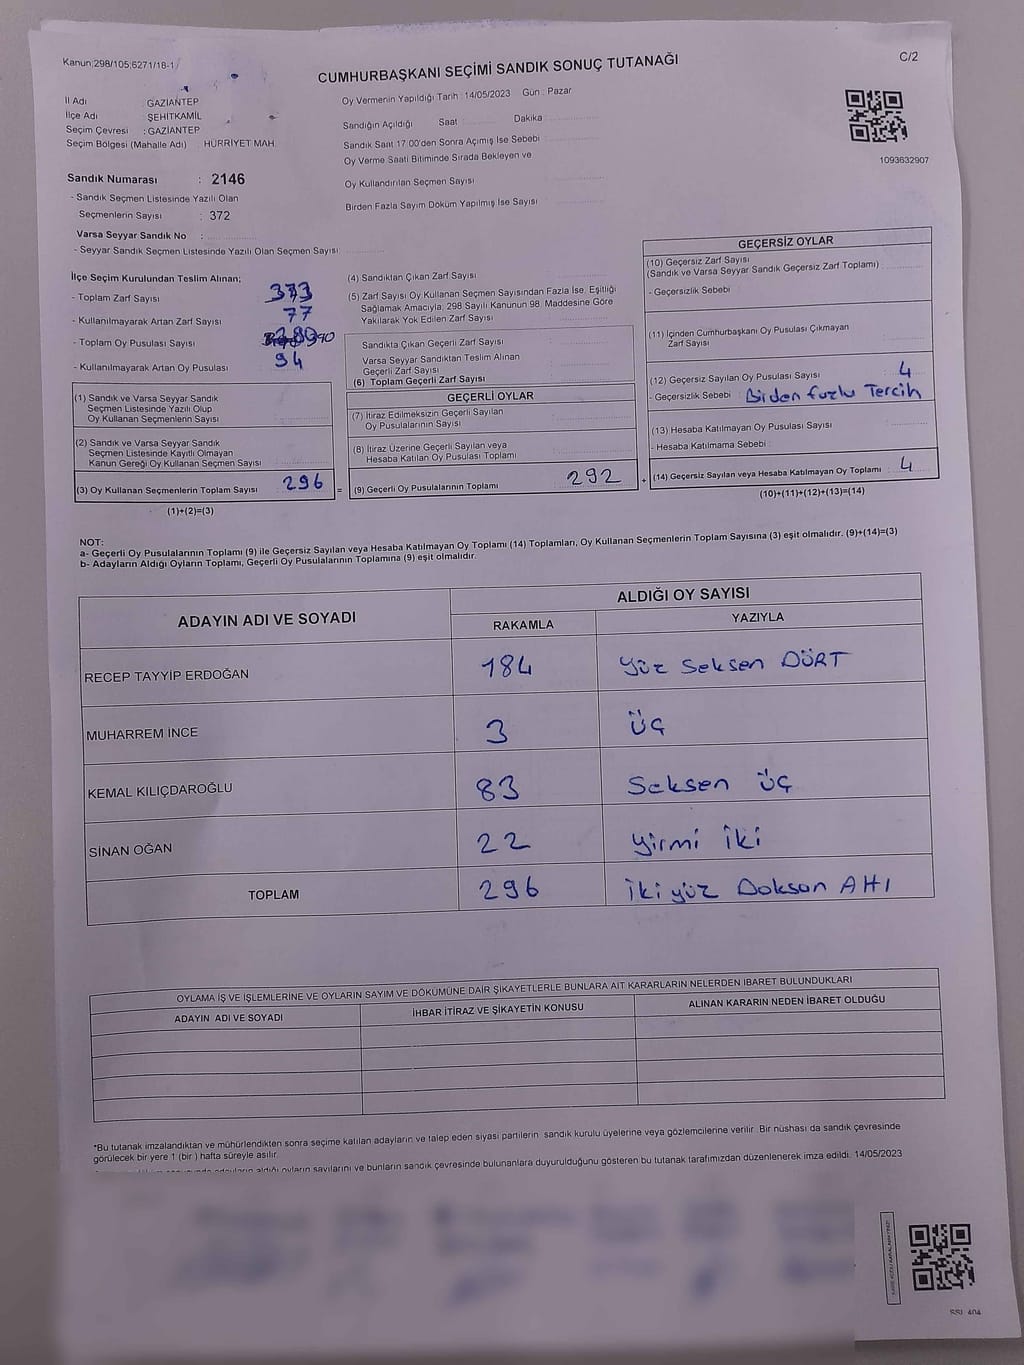 Kanun;298/105;6271/18-1
C/2
CUMHURBAŞKANI SEÇİMİ SANDIK SONUÇ TUTANAĞI
İl Adı : GAZİANTEP
İlçe Adı : ŞEHİTKAMİL
Seçim Çevresi : GAZİANTEP
Seçim Bölgesi (Mahalle Adı) : HÜRRİYET MAH.
Oy Vermenin Yapıldığı Tarih : 14/05/2023 Gün : Pazar
Sandığın Açıldığı Saat Dakika
Sandık Saat 17:00'den Sonra Açılmış İse Sebebi
Oy Verme Saati Bitiminde Sırada Bekleyen ve
Oy Kullandırılan Seçmen Sayısı
Birden Fazla Sayım Döküm Yapılmış İse Sayısı
1093632907
Sandık Numarası : 2146
- Sandık Seçmen Listesinde Yazılı Olan
Seçmenlerin Sayısı : 372
Varsa Seyyar Sandık No :
- Seyyar Sandık Seçmen Listesinde Yazılı Olan Seçmen Sayısı:
İlçe Seçim Kurulundan Teslim Alınan;
- Toplam Zarf Sayısı 373
- Kullanılmayarak Artan Zarf Sayısı 77
- Toplam Oy Pusulası Sayısı
- Kullanılmayarak Artan Oy Pusulası 94
(1) Sandık ve Varsa Seyyar Sandık
Seçmen Listesinde Yazılı Olup
Oy Kullanan Seçmenlerin Sayısı
(2) Sandık ve Varsa Seyyar Sandık
Seçmen Listesinde Kayıtlı Olmayan
Kanun Gereği Oy Kullanan Seçmen Sayısı
(3) Oy Kullanan Seçmenlerin Toplam Sayısı 296 =
(1)+(2)=(3)
(4) Sandıktan Çıkan Zarf Sayısı
(5) Zarf Sayısı Oy Kullanan Seçmen Sayısından Fazla İse, Eşitliği
Sağlamak Amacıyla; 298 Sayılı Kanunun 98. Maddesine Göre
Yakılarak Yok Edilen Zarf Sayısı
Sandıkta Çıkan Geçerli Zarf Sayısı
Varsa Seyyar Sandıktan Teslim Alınan
Geçerli Zarf Sayısı
(6) Toplam Geçerli Zarf Sayısı
GEÇERLİ OYLAR
(7) İtiraz Edilmeksizin Geçerli Sayılan
Oy Pusulalarının Sayısı
(8) İtiraz Üzerine Geçerli Sayılan veya
Hesaba Katılan Oy Pusulası Toplamı
(9) Geçerli Oy Pusulalarının Toplamı 292 +
GEÇERSİZ OYLAR
(10) Geçersiz Zarf Sayısı
(Sandık ve Varsa Seyyar Sandık Geçersiz Zarf Toplamı)
- Geçersizlik Sebebi
(11) İçinden Cumhurbaşkanı Oy Pusulası Çıkmayan
Zarf Sayısı
(12) Geçersiz Sayılan Oy Pusulası Sayısı 4
- Geçersizlik Sebebi : Birden fazla Tercih
(13) Hesaba Katılmayan Oy Pusulası Sayısı
- Hesaba Katılmama Sebebi
(14) Geçersiz Sayılan veya Hesaba Katılmayan Oy Toplamı 4
(10)+(11)+(12)+(13)=(14)
NOT:
a- Geçerli Oy Pusulalarının Toplamı (9) ile Geçersiz Sayılan veya Hesaba Katılmayan Oy Toplamı (14) Toplamları, Oy Kullanan Seçmenlerin Toplam Sayısına (3) eşit olmalıdır. (9)+(14)=(3)
b- Adayların Aldığı Oyların Toplamı, Geçerli Oy Pusulalarının Toplamına (9) eşit olmalıdır.
ADAYIN ADI VE SOYADI
ALDIĞI OY SAYISI
RAKAMLA YAZIYLA
RECEP TAYYİP ERDOĞAN 184 Yüz Seksen DÖRT
MUHARREM İNCE 3 üç
KEMAL KILIÇDAROĞLU 83 Seksen üç
SİNAN OĞAN 22 Yirmi iki
TOPLAM 296 ikiyüz Doksan AHI
OYLAMA İŞ VE İŞLEMLERİNE VE OYLARIN SAYIM VE DÖKÜMÜNE DAİR ŞİKAYETLERLE BUNLARA AİT KARARLARIN NELERDEN İBARET BULUNDUKLARI
ADAYIN ADI VE SOYADI İHBAR İTİRAZ VE ŞİKAYETİN KONUSU ALINAN KARARIN NEDEN İBARET OLDUĞU
*Bu tutanak imzalandıktan ve mühürlendikten sonra seçime katılan adayların ve talep eden siyasi partilerin sandık kurulu üyelerine veya gözlemcilerine verilir. Bir nüshası da sandık çevresinde
görülecek bir yere 1 (bir ) hafta süreyle asılır.
adayların aldığı oyların sayılarını ve bunların sandık çevresinde bulunanlara duyurulduğunu gösteren bu tutanak tarafımızdan düzenlenerek imza edildi. 14/05/2023